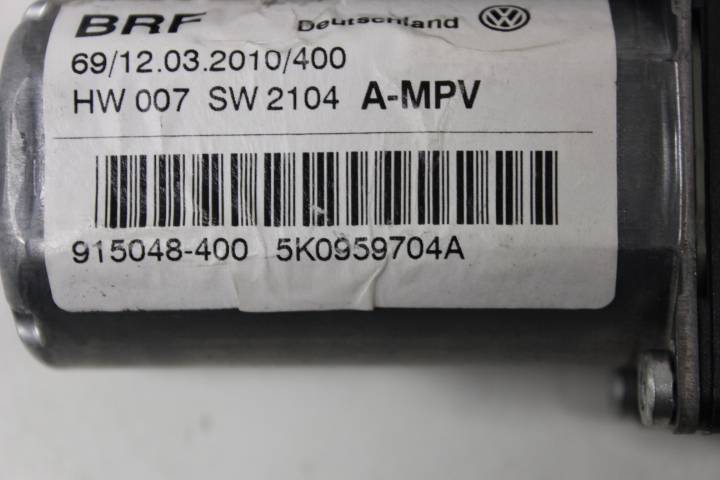 BRF Deutschland
69/12.03.2010/400
HW 007 SW 2104 A-MPV
915048-400 5K0959704A